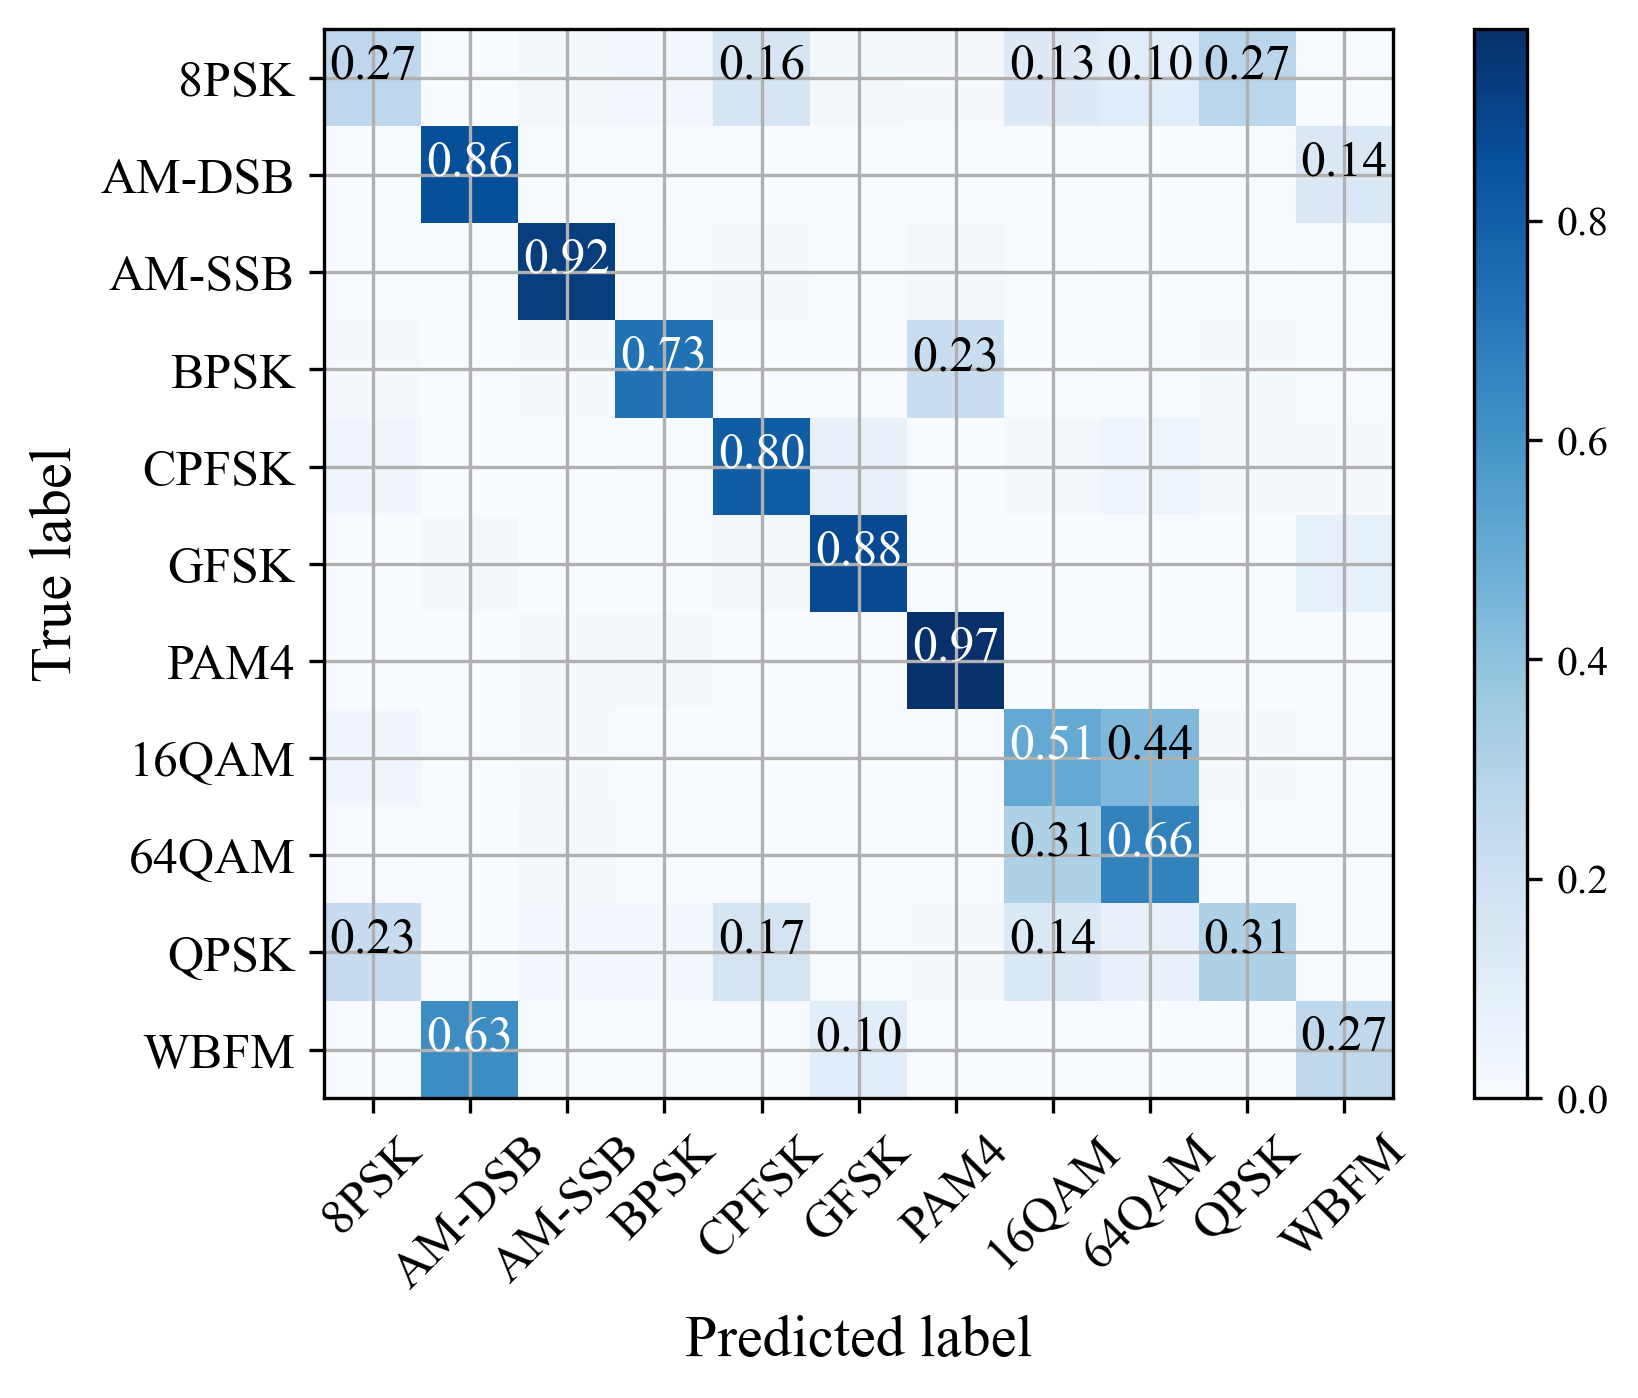 8PSK 0.27 0.16 0.13 0.10 0.27
AM-DSB 0.86 0.14
AM-SSB 0.92
BPSK 0.73 0.23
CPFSK 0.80
GFSK 0.88
PAM4 0.97
16QAM 0.51 0.44
64QAM 0.31 0.66
QPSK 0.23 0.17 0.14 0.31
WBFM 0.63 0.10 0.27
True label
8PSK AM-DSB AM-SSB BPSK CPFSK GFSK PAM4 16QAM 64QAM QPSK WBFM
Predicted label
0.8
0.6
0.4
0.2
0.0